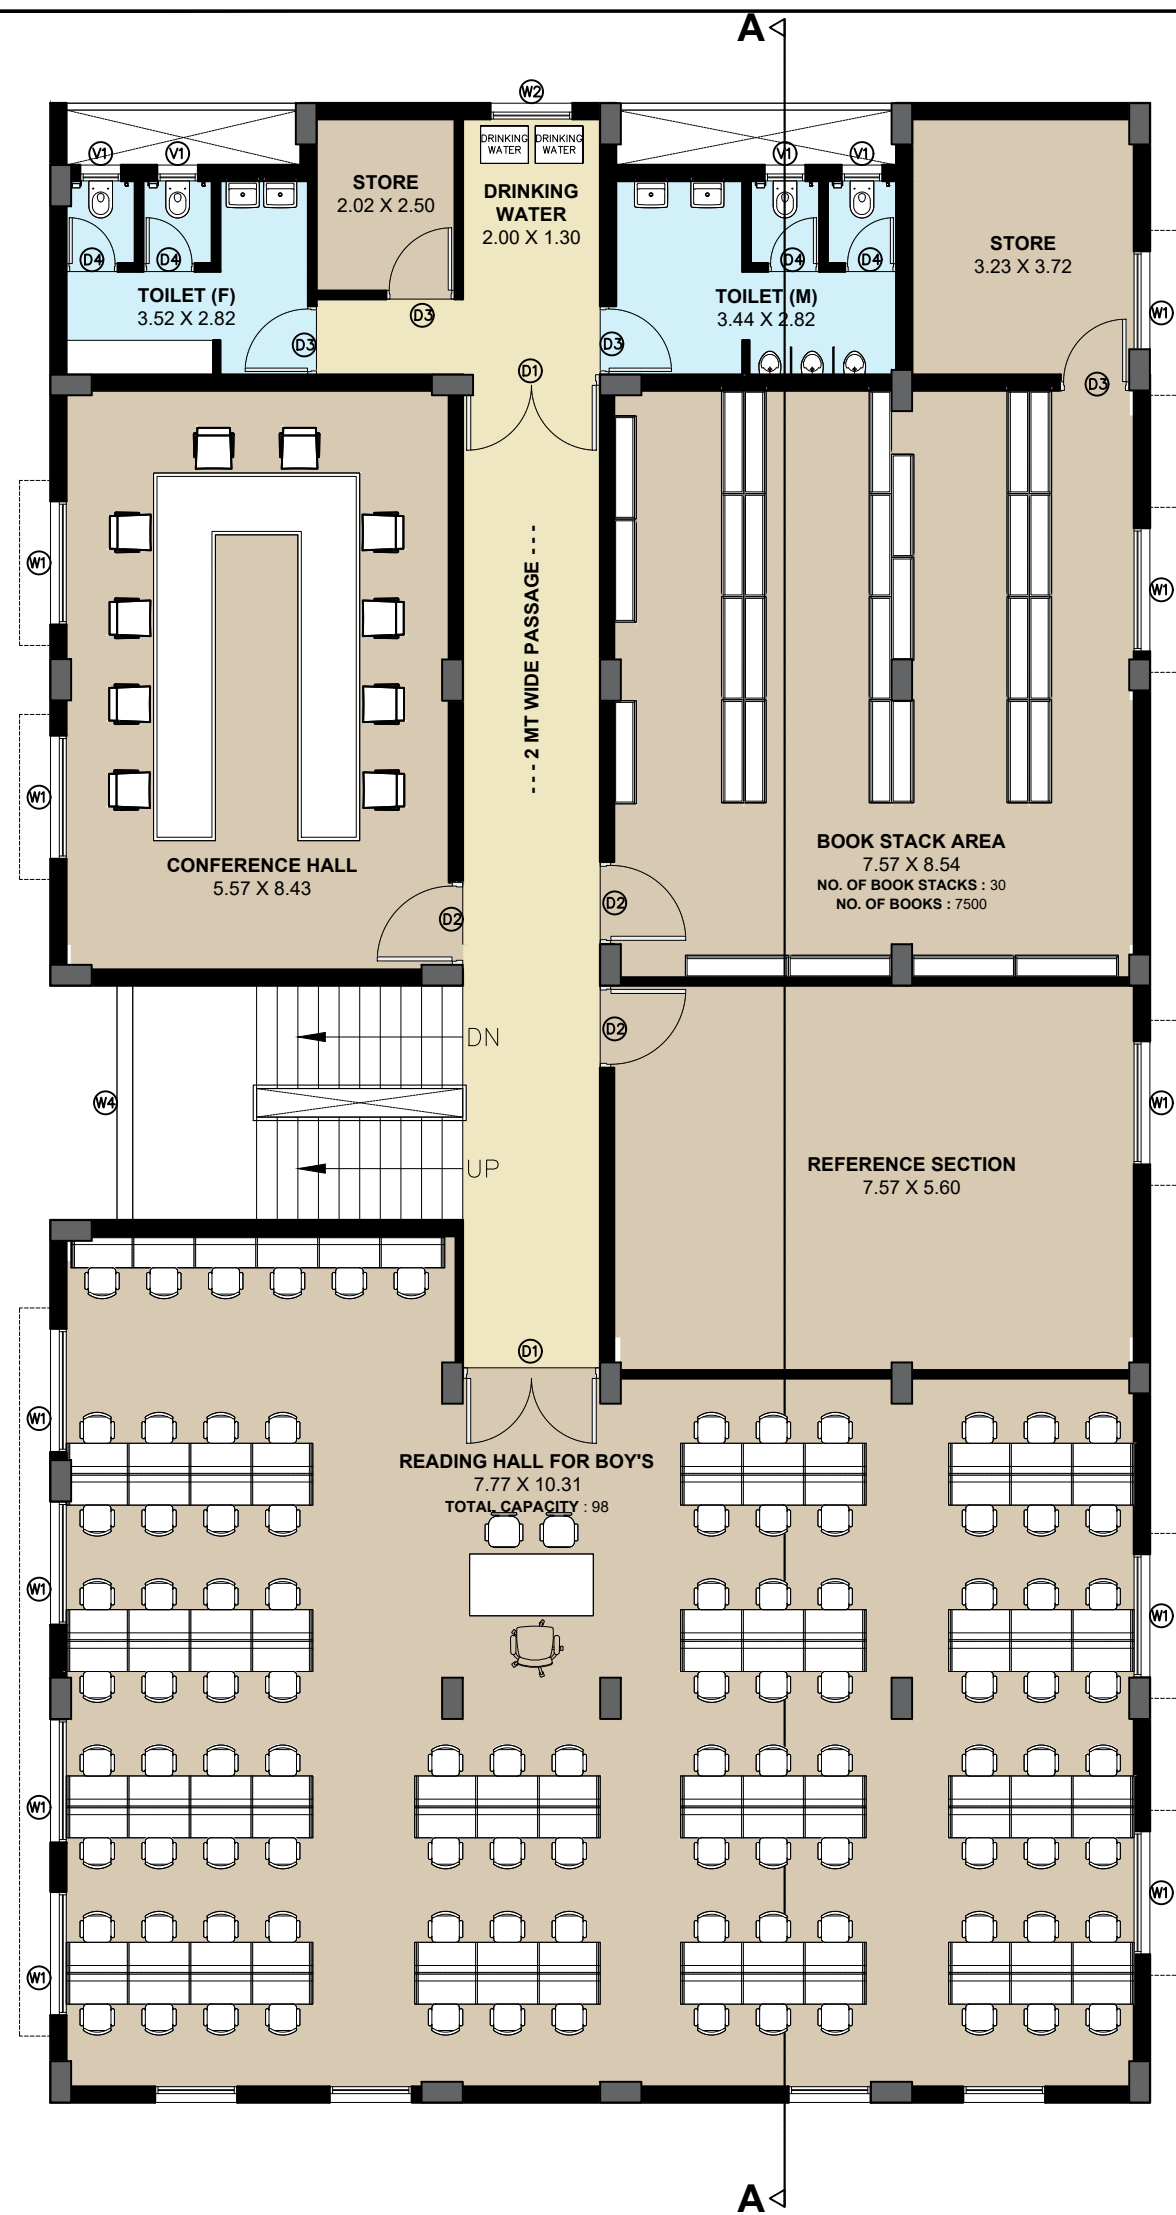 A
W2
V1
V1
V1
V1
DRINKING
WATER
DRINKING
WATER
STORE
2.02 X 2.50
DRINKING
WATER
2.00 X 1.30
STORE
3.23 X 3.72
D4
D4
D4
D4
TOILET (F)
3.52 X 2.82
TOILET (M)
3.44 X 2.82
W1
D3
D3
D3
D1
D3
W1
W1
---- 2 MT WIDE PASSAGE ----
W1
CONFERENCE HALL
5.57 X 8.43
BOOK STACK AREA
7.57 X 8.54
NO. OF BOOK STACKS : 30
NO. OF BOOKS : 7500
D2
D2
D2
DN
W4
W1
UP
REFERENCE SECTION
7.57 X 5.60
D1
W1
READING HALL FOR BOY'S
7.77 X 10.31
TOTAL CAPACITY : 98
W1
W1
W1
W1
W1
A